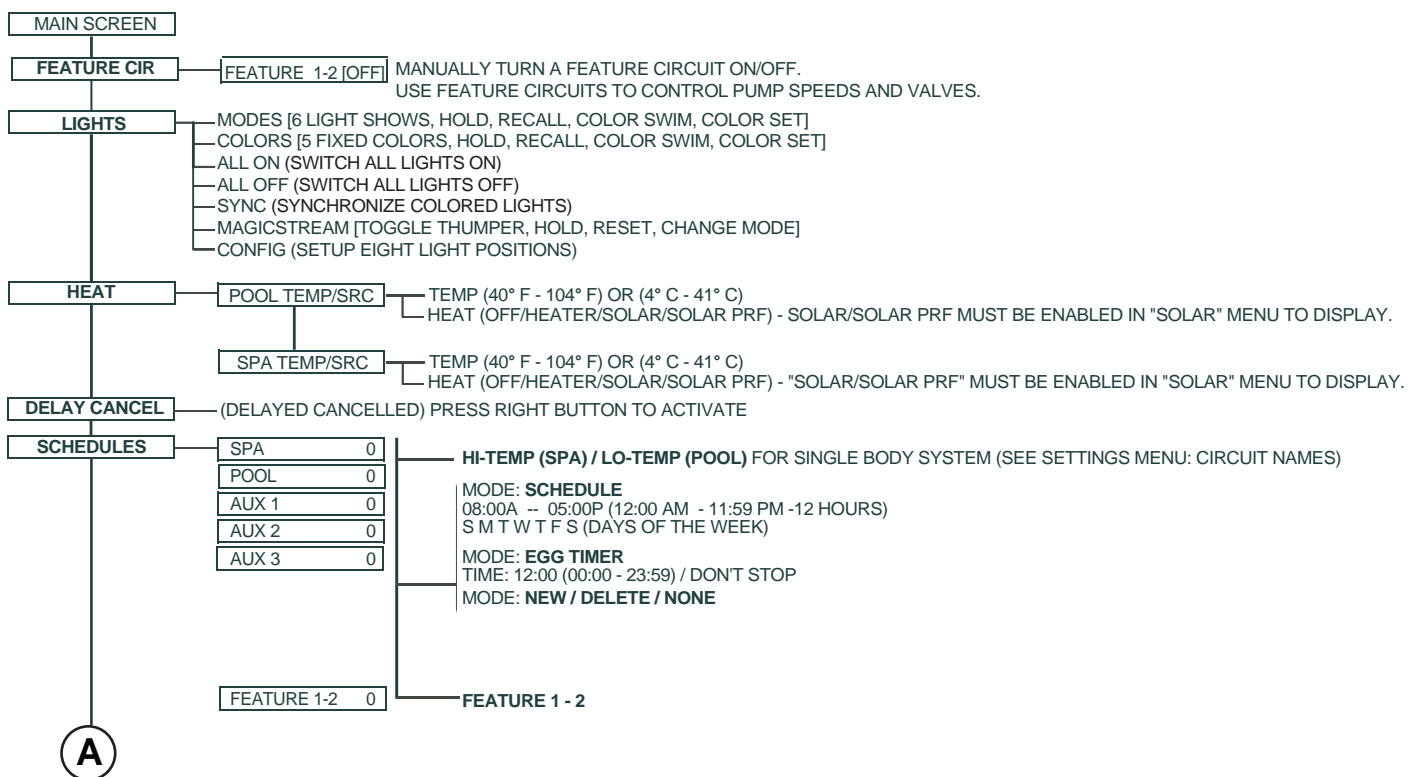 MAIN SCREEN
FEATURE CIR
FEATURE 1-2 [OFF]
MANUALLY TURN A FEATURE CIRCUIT ON/OFF.
USE FEATURE CIRCUITS TO CONTROL PUMP SPEEDS AND VALVES.
LIGHTS
MODES [6 LIGHT SHOWS, HOLD, RECALL, COLOR SWIM, COLOR SET]
COLORS [5 FIXED COLORS, HOLD, RECALL, COLOR SWIM, COLOR SET]
ALL ON (SWITCH ALL LIGHTS ON)
ALL OFF (SWITCH ALL LIGHTS OFF)
SYNC (SYNCHRONIZE COLORED LIGHTS)
MAGICSTREAM [TOGGLE THUMPER, HOLD, RESET, CHANGE MODE]
CONFIG (SETUP EIGHT LIGHT POSITIONS)
HEAT
POOL TEMP/SRC
TEMP (40° F - 104° F) OR (4° C - 41° C)
HEAT (OFF/HEATER/SOLAR/SOLAR PRF) - SOLAR/SOLAR PRF MUST BE ENABLED IN "SOLAR" MENU TO DISPLAY.
SPA TEMP/SRC
TEMP (40° F - 104° F) OR (4° C - 41° C)
HEAT (OFF/HEATER/SOLAR/SOLAR PRF) - "SOLAR/SOLAR PRF" MUST BE ENABLED IN "SOLAR" MENU TO DISPLAY.
DELAY CANCEL
(DELAYED CANCELLED) PRESS RIGHT BUTTON TO ACTIVATE
SCHEDULES
SPA 0
POOL 0
AUX 1 0
AUX 2 0
AUX 3 0
HI-TEMP (SPA) / LO-TEMP (POOL) FOR SINGLE BODY SYSTEM (SEE SETTINGS MENU: CIRCUIT NAMES)
MODE: SCHEDULE
08:00A -- 05:00P (12:00 AM - 11:59 PM -12 HOURS)
S M T W T F S (DAYS OF THE WEEK)
MODE: EGG TIMER
TIME: 12:00 (00:00 - 23:59) / DON'T STOP
MODE: NEW / DELETE / NONE
FEATURE 1-2 0
FEATURE 1 - 2
A